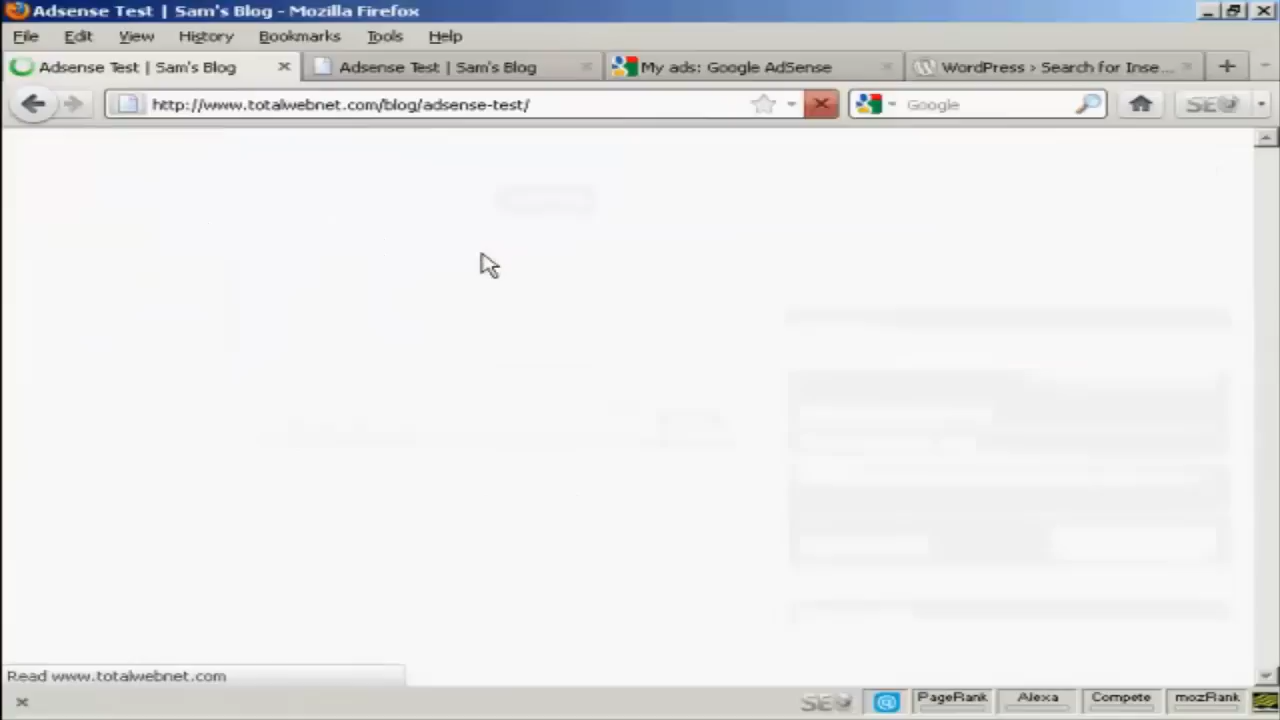 Adsense Test | Sam's Blog - Mozilla Firefox
File Edit View History Bookmarks Tools Help
Adsense Test | Sam's Blog Adsense Test | Sam's Blog My ads: Google AdSense WordPress › Search for Inse...
http://www.totalwebnet.com/blog/adsense-test/ Google SEO
Read www.totalwebnet.com
SEO PageRank Alexa Compete mozRank